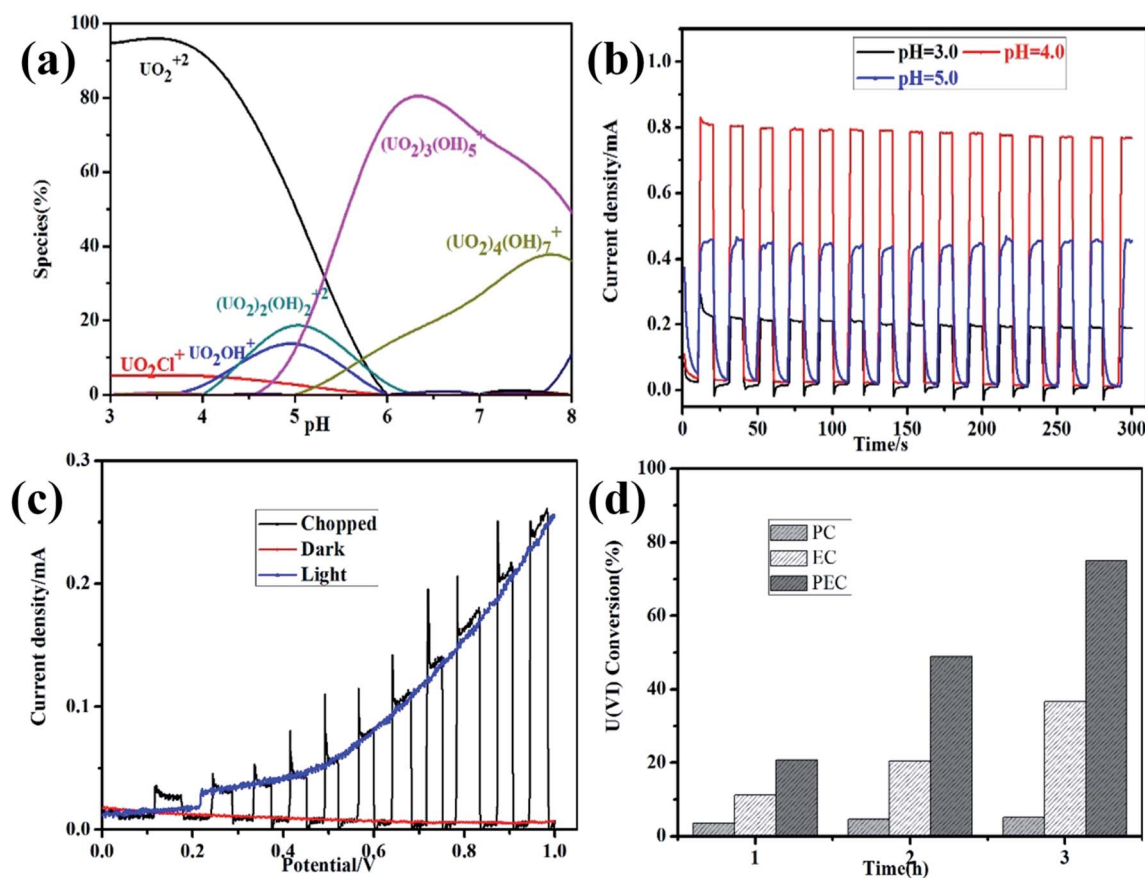 (a)
100
80
60
40
20
0
Species(%)
UO2+2
(UO2)3(OH)5+
(UO2)4(OH)7+
(UO2)2(OH)2+2
UO2Cl+ UO2OH+
3 4 5 6 7 8
pH
(b)
pH=3.0 pH=4.0
pH=5.0
1.0
0.8
0.6
0.4
0.2
0.0
Current density/mA
0 50 100 150 200 250 300
Time/s
(c)
0.3
0.2
0.1
0.0
Current density/mA
Chopped
Dark
Light
0.0 0.2 0.4 0.6 0.8 1.0
Potential/V
(d)
100
80
60
40
20
0
U(VI) Conversion(%)
PC
EC
PEC
1 2 3
Time(h)